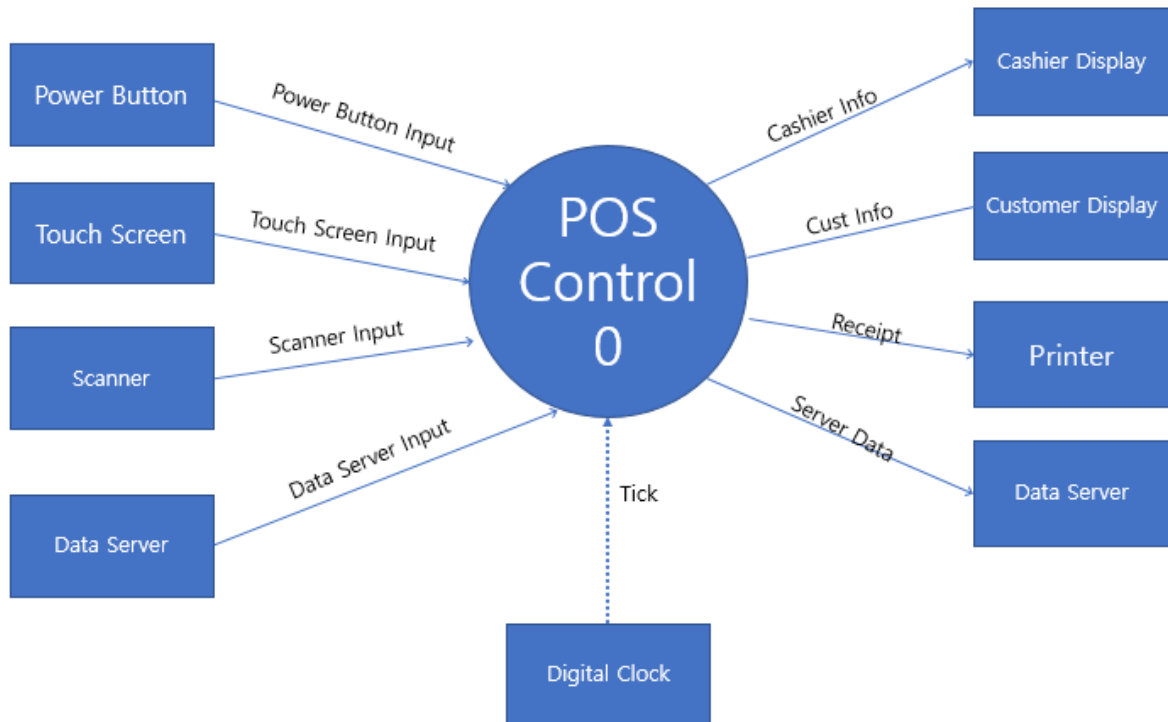 Power Button
Power Button Input
Touch Screen
Touch Screen Input
Scanner
Scanner Input
Data Server
Data Server Input
POS
Control
0
Tick
Digital Clock
Cashier Info
Cashier Display
Cust Info
Customer Display
Receipt
Printer
Server Data
Data Server